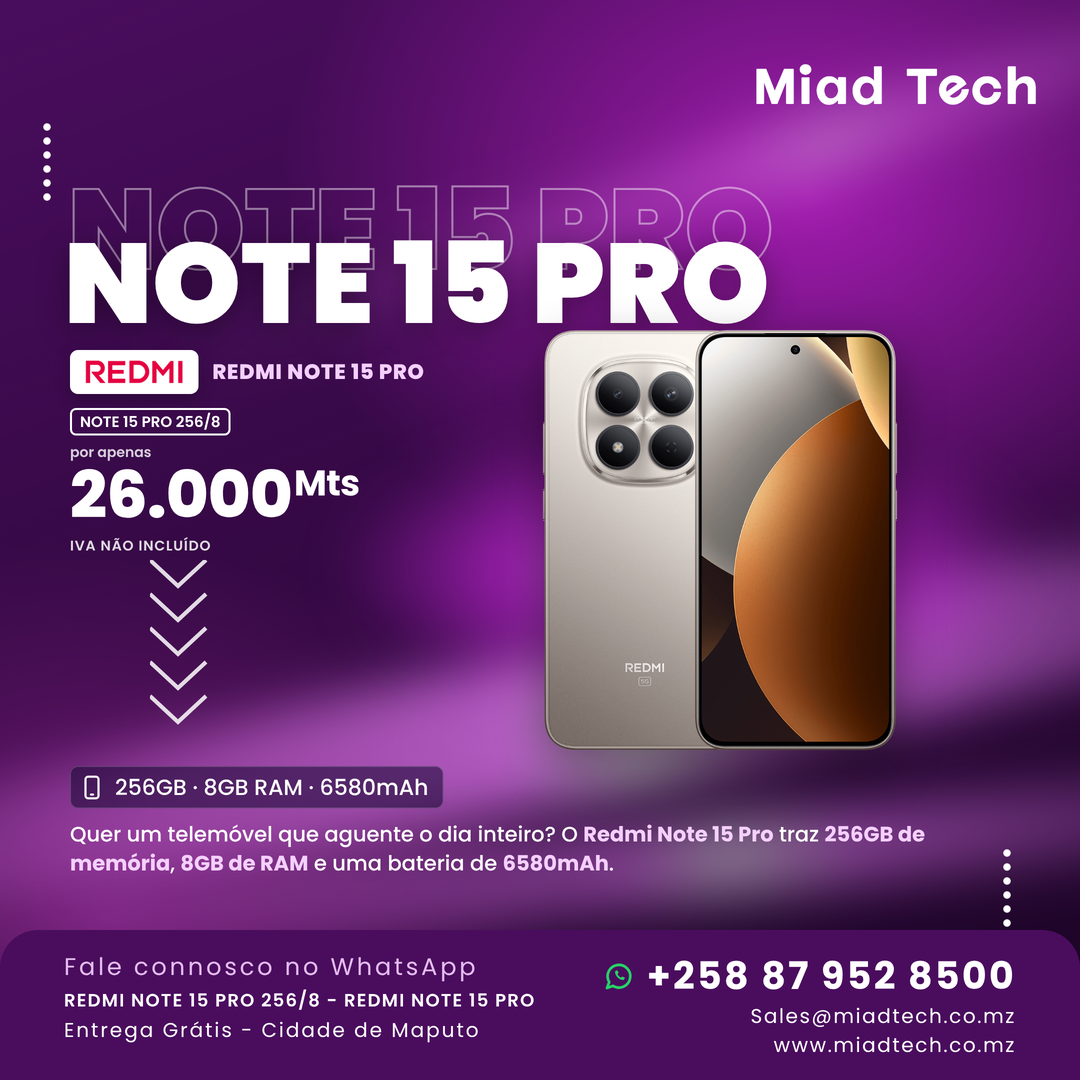 Miad Tech
NOTE 15 PRO
NOTE 15 PRO
REDMI REDMI NOTE 15 PRO
NOTE 15 PRO 256/8
por apenas
26.000Mts
IVA NÃO INCLUÍDO
REDMI
5G
256GB · 8GB RAM · 6580mAh
Quer um telemóvel que aguente o dia inteiro? O Redmi Note 15 Pro traz 256GB de
memória, 8GB de RAM e uma bateria de 6580mAh.
Fale connosco no WhatsApp
REDMI NOTE 15 PRO 256/8 - REDMI NOTE 15 PRO
Entrega Grátis - Cidade de Maputo
+258 87 952 8500
Sales@miadtech.co.mz
www.miadtech.co.mz